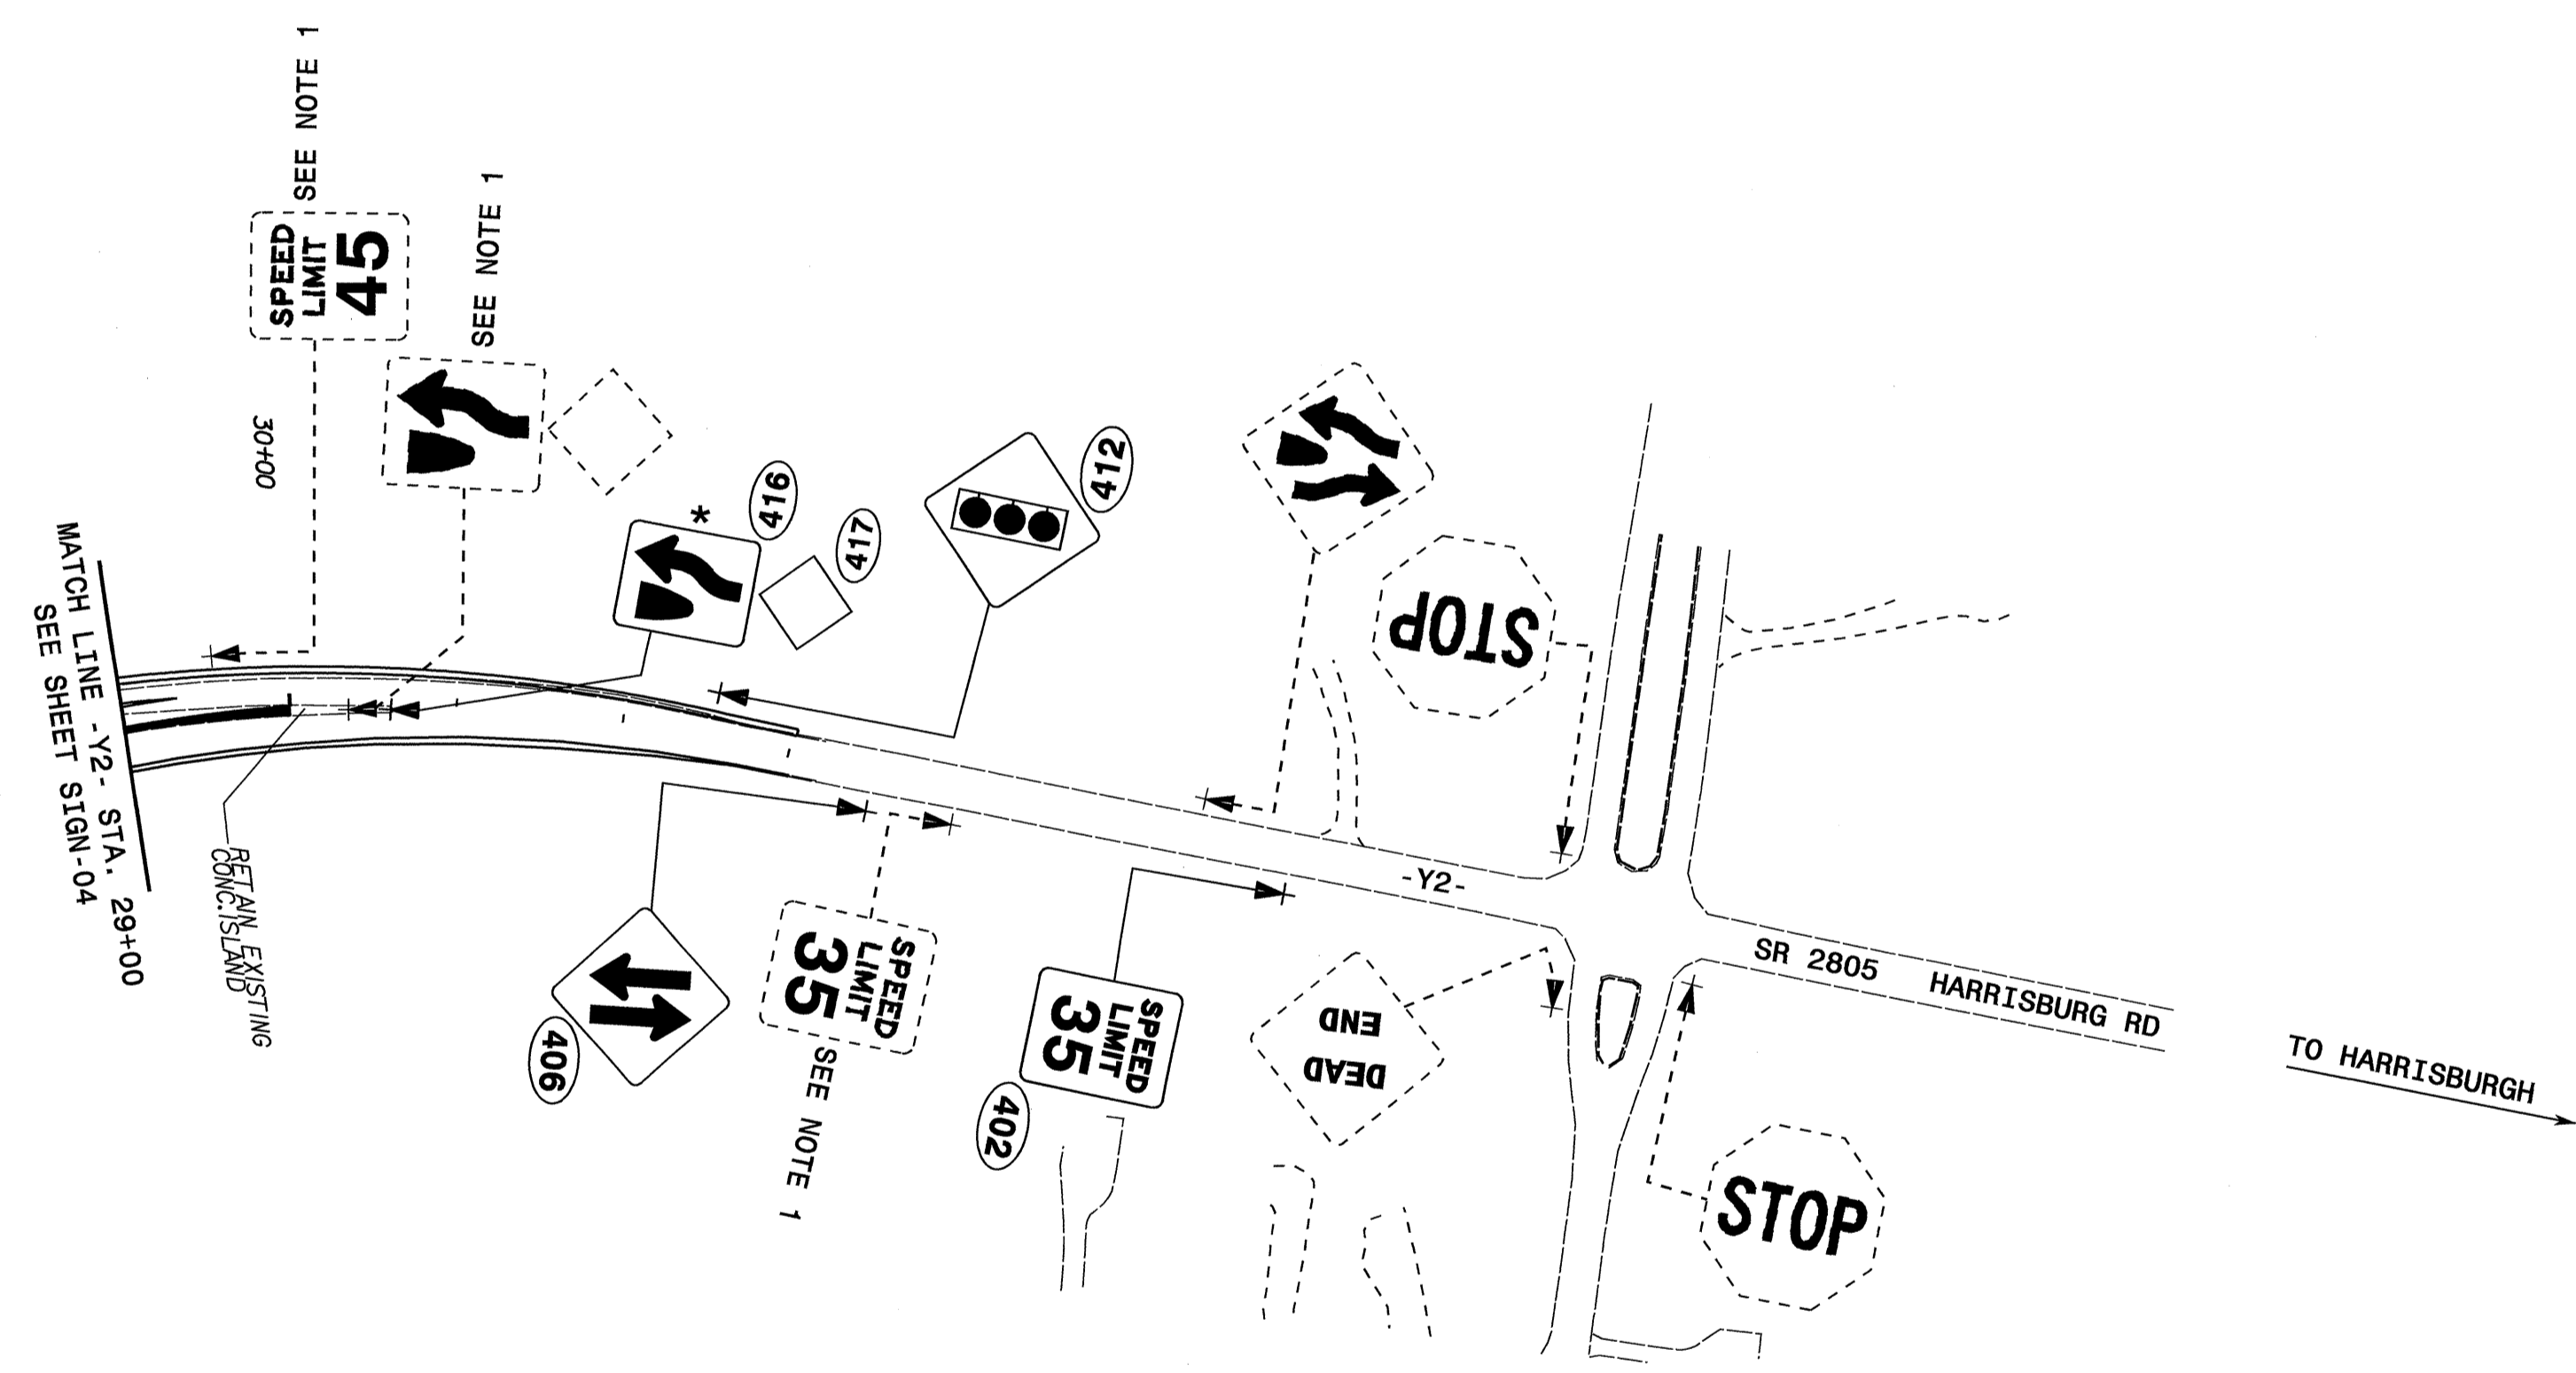 SEE NOTE 1
SPEED
LIMIT
45
SEE NOTE 1
30+00
*
416
417
412
STOP
MATCH LINE -Y2- STA. 29+00
SEE SHEET SIGN-04
RETAIN EXISTING
CONC.ISLAND
406
SPEED
LIMIT
35
SEE NOTE 1
SPEED
LIMIT
35
402
-Y2-
DEAD
END
SR 2805 HARRISBURG RD
TO HARRISBURGH
STOP